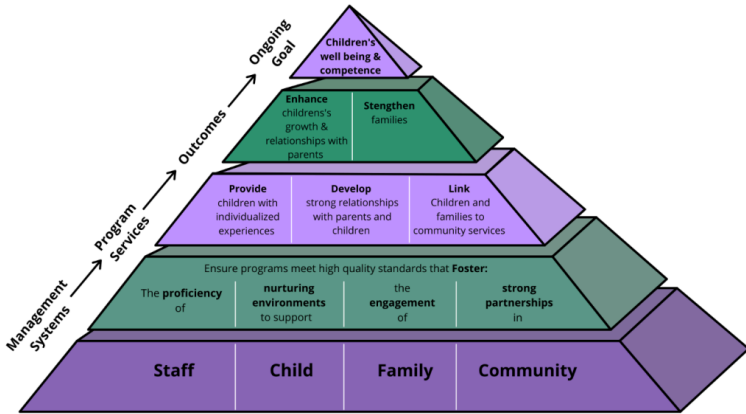 Ongoing
Goal
Children's
well being &
competence
Outcomes
Enhance
childrens's
growth &
relationships with
parents
Stengthen
families
Program
Services
Provide
children with
individualized
experiences
Develop
strong relationships
with parents and
children
Link
Children and
families to
community services
Management
Systems
Ensure programs meet high quality standards that Foster:
The proficiency
of
nurturing
environments
to support
the
engagement
of
strong
partnerships
in
Staff
Child
Family
Community